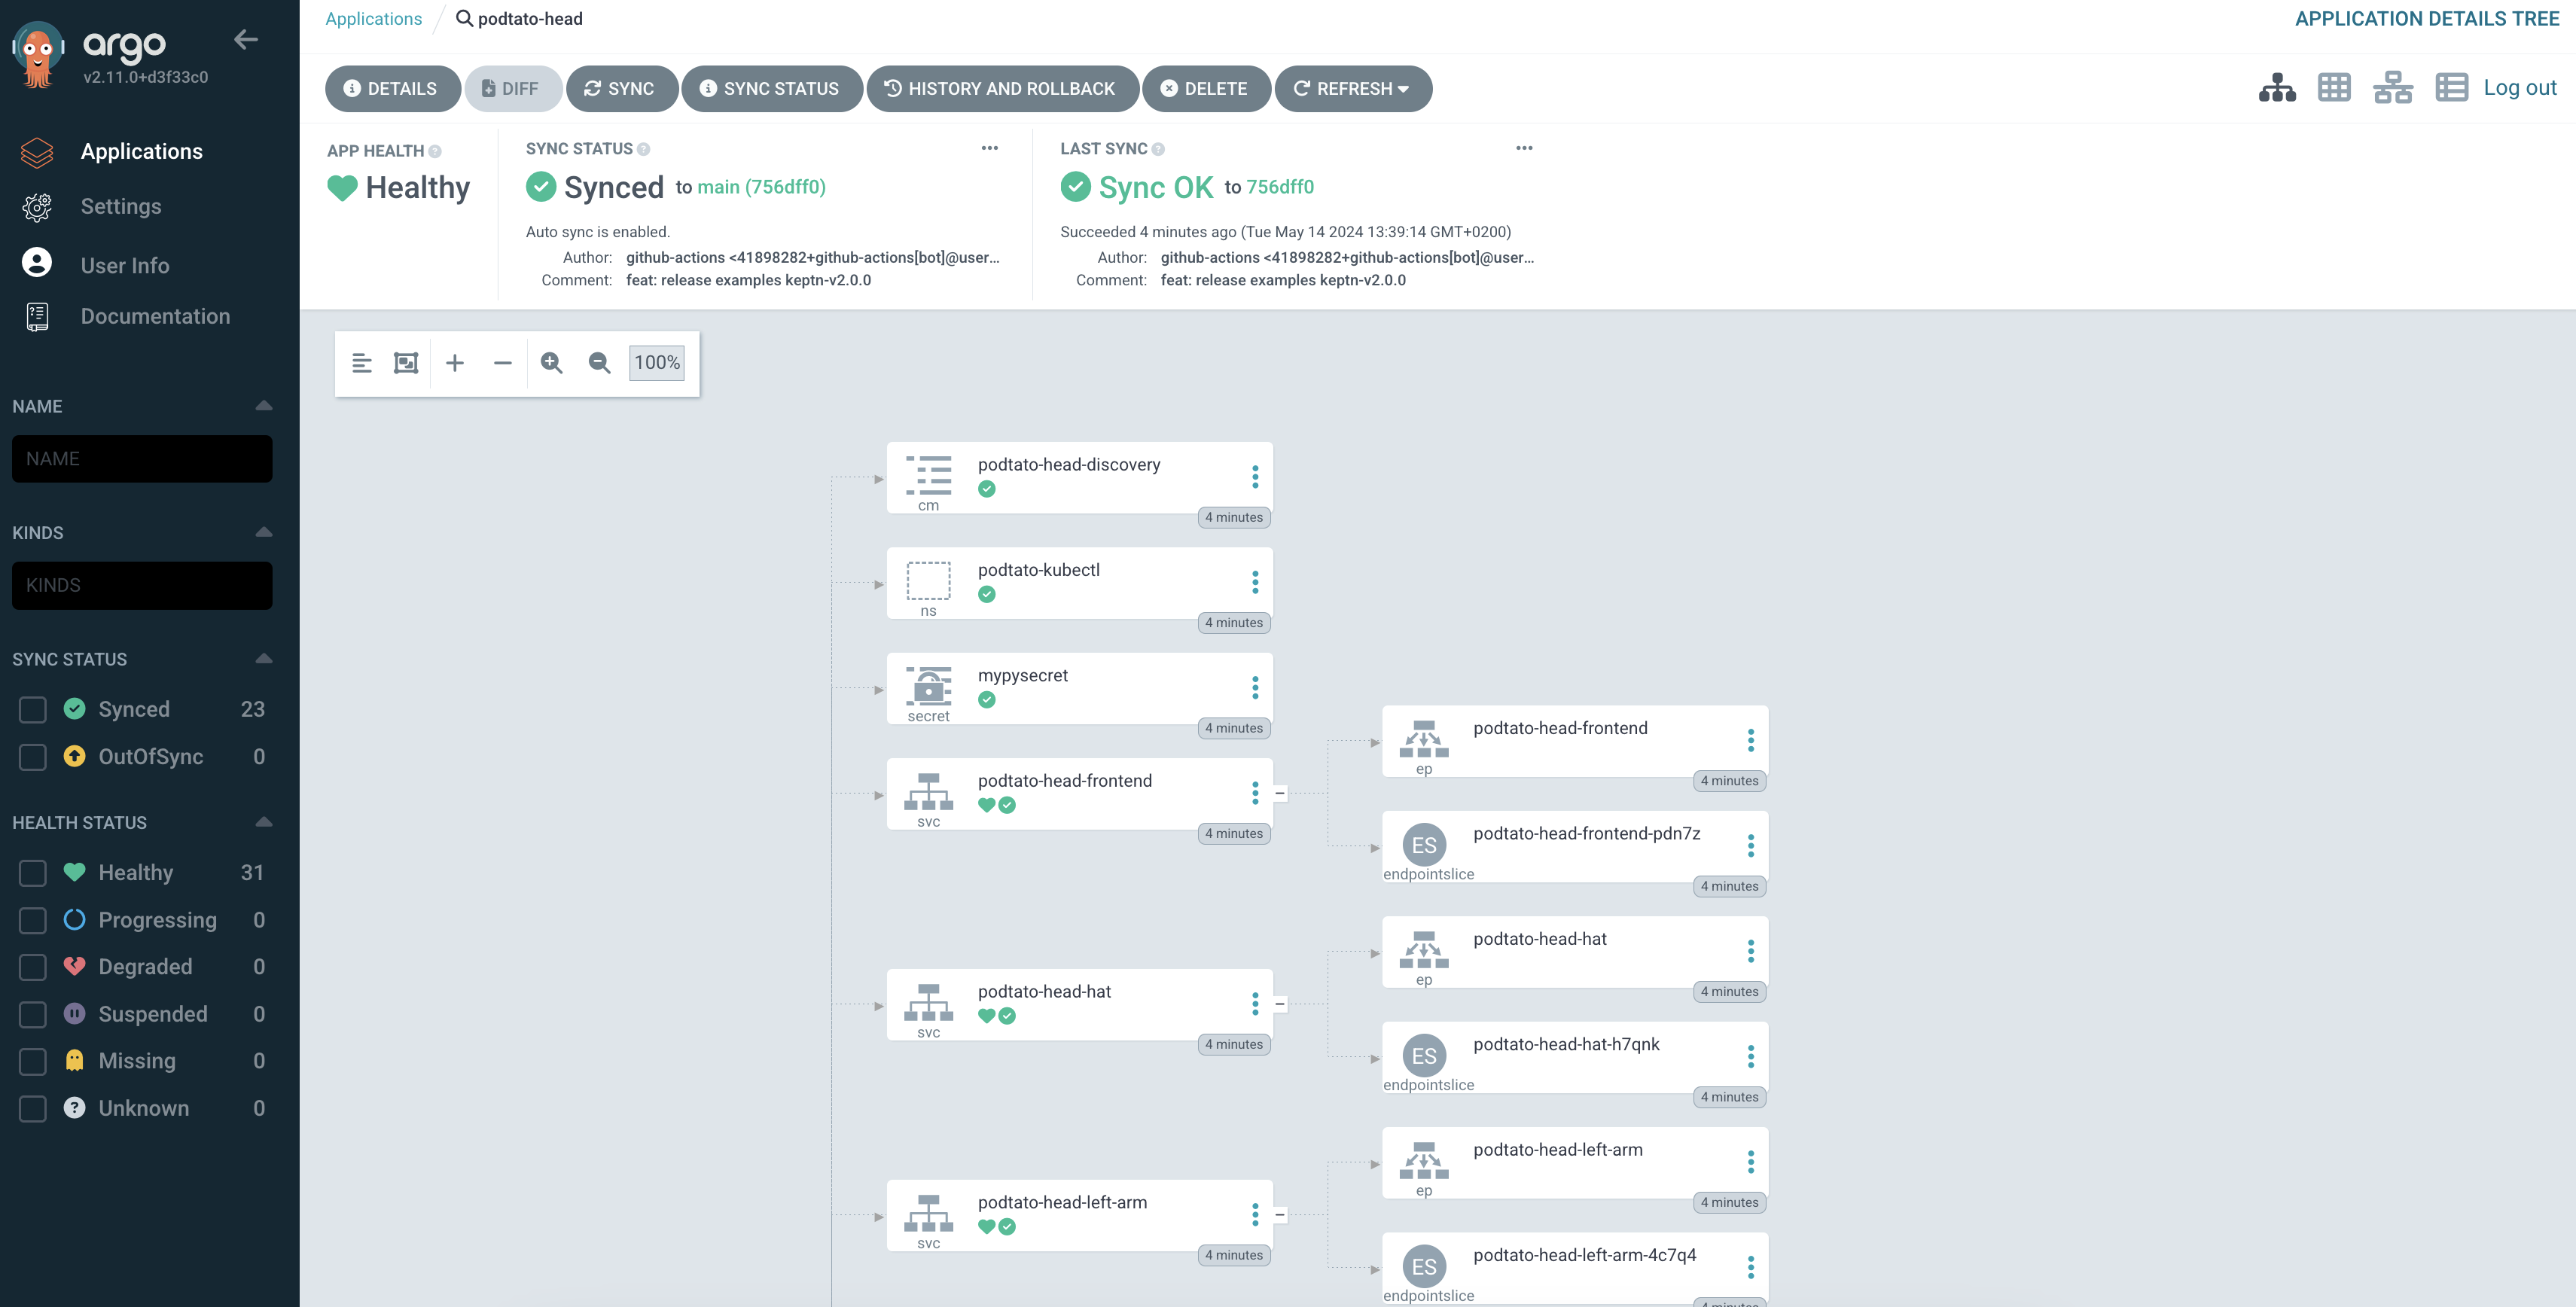 argo
v2.11.0+d3f33c0
Applications
Settings
User Info
Documentation
NAME
NAME
KINDS
KINDS
SYNC STATUS
Synced 23
OutOfSync 0
HEALTH STATUS
Healthy 31
Progressing 0
Degraded 0
Suspended 0
Missing 0
? Unknown 0
Applications / podtato-head
APPLICATION DETAILS TREE
DETAILS DIFF SYNC SYNC STATUS HISTORY AND ROLLBACK DELETE REFRESH
Log out
APP HEALTH ?
Healthy
SYNC STATUS ?
Synced to main (756dff0)
Auto sync is enabled.
Author: github-actions <41898282+github-actions[bot]@user...
Comment: feat: release examples keptn-v2.0.0
LAST SYNC ?
Sync OK to 756dff0
Succeeded 4 minutes ago (Tue May 14 2024 13:39:14 GMT+0200)
Author: github-actions <41898282+github-actions[bot]@user...
Comment: feat: release examples keptn-v2.0.0
100%
podtato-head-discovery
cm
4 minutes
podtato-kubectl
ns
4 minutes
mypysecret
secret
4 minutes
podtato-head-frontend
svc
4 minutes
podtato-head-frontend
ep
4 minutes
podtato-head-frontend-pdn7z
ES
endpointslice
4 minutes
podtato-head-hat
svc
4 minutes
podtato-head-hat
ep
4 minutes
podtato-head-hat-h7qnk
ES
endpointslice
4 minutes
podtato-head-left-arm
svc
4 minutes
podtato-head-left-arm
ep
4 minutes
podtato-head-left-arm-4c7q4
ES
endpointslice